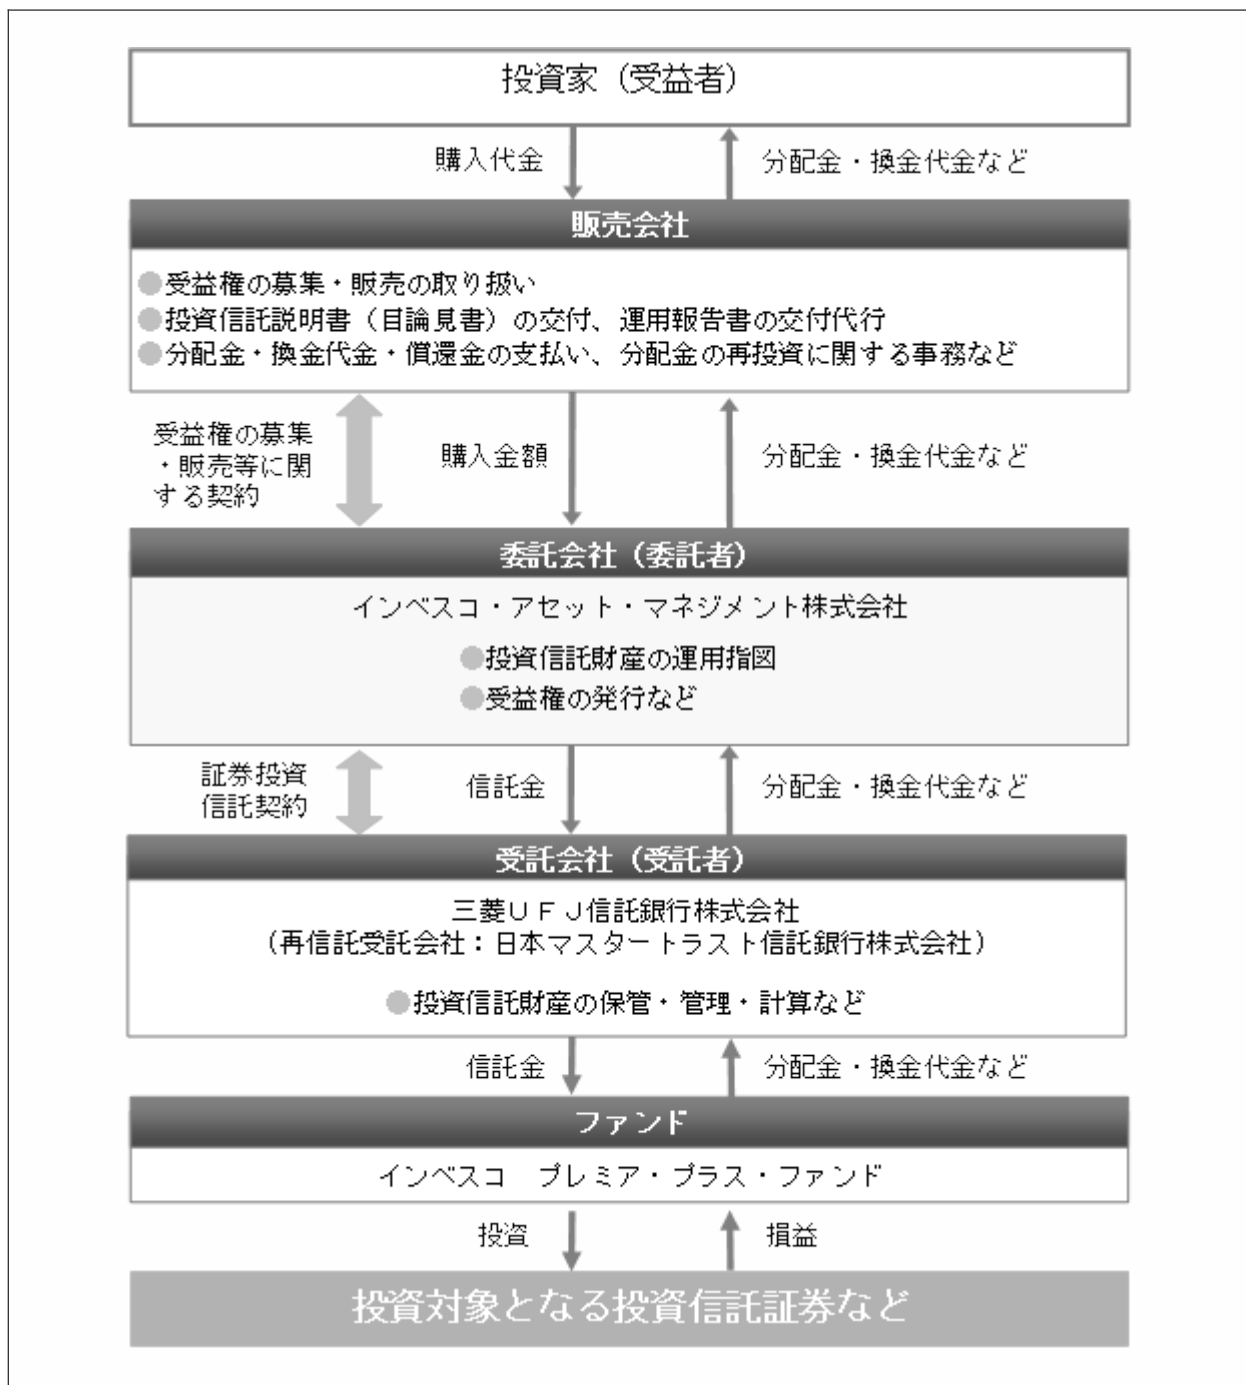 投資家（受益者）
購入代金
分配金・換金代金など
販売会社
●受益権の募集・販売の取り扱い
●投資信託説明書（目論見書）の交付、運用報告書の交付代行
●分配金・換金代金・償還金の支払い、分配金の再投資に関する事務など
受益権の募集
・販売等に関
する契約
購入金額
分配金・換金代金など
委託会社（委託者）
インベスコ・アセット・マネジメント株式会社
●投資信託財産の運用指図
●受益権の発行など
証券投資
信託契約
信託金
分配金・換金代金など
受託会社（受託者）
三菱ＵＦＪ信託銀行株式会社
（再信託受託会社：日本マスタートラスト信託銀行株式会社）
●投資信託財産の保管・管理・計算など
信託金
分配金・換金代金など
ファンド
インベスコ　プレミア・プラス・ファンド
投資
損益
投資対象となる投資信託証券など